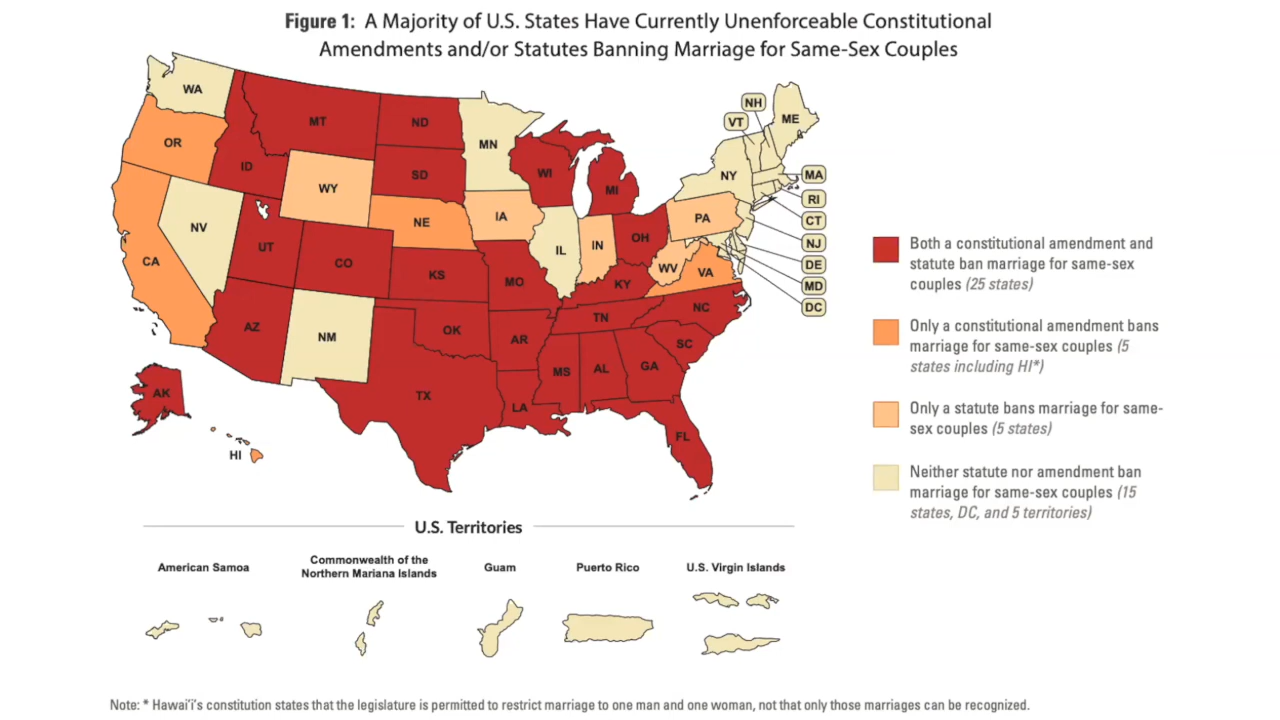 Figure 1: A Majority of U.S. States Have Currently Unenforceable Constitutional
Amendments and/or Statutes Banning Marriage for Same-Sex Couples
WA
OR
CA
NV
ID
MT
WY
UT
AZ
CO
NM
ND
SD
NE
KS
OK
TX
MN
IA
MO
AR
LA
WI
IL
IN
MI
OH
KY
TN
MS
AL
GA
FL
SC
NC
VA
WV
PA
NY
VT
NH
ME
MA
RI
CT
NJ
DE
MD
DC
AK
HI
Both a constitutional amendment and
statute ban marriage for same-sex
couples (25 states)
Only a constitutional amendment bans
marriage for same-sex couples (5
states including HI*)
Only a statute bans marriage for same-
sex couples (5 states)
Neither statute nor amendment ban
marriage for same-sex couples (15
states, DC, and 5 territories)
U.S. Territories
American Samoa
Commonwealth of the
Northern Mariana Islands
Guam
Puerto Rico
U.S. Virgin Islands
Note: * Hawai'i's constitution states that the legislature is permitted to restrict marriage to one man and one woman, not that only those marriages can be recognized.